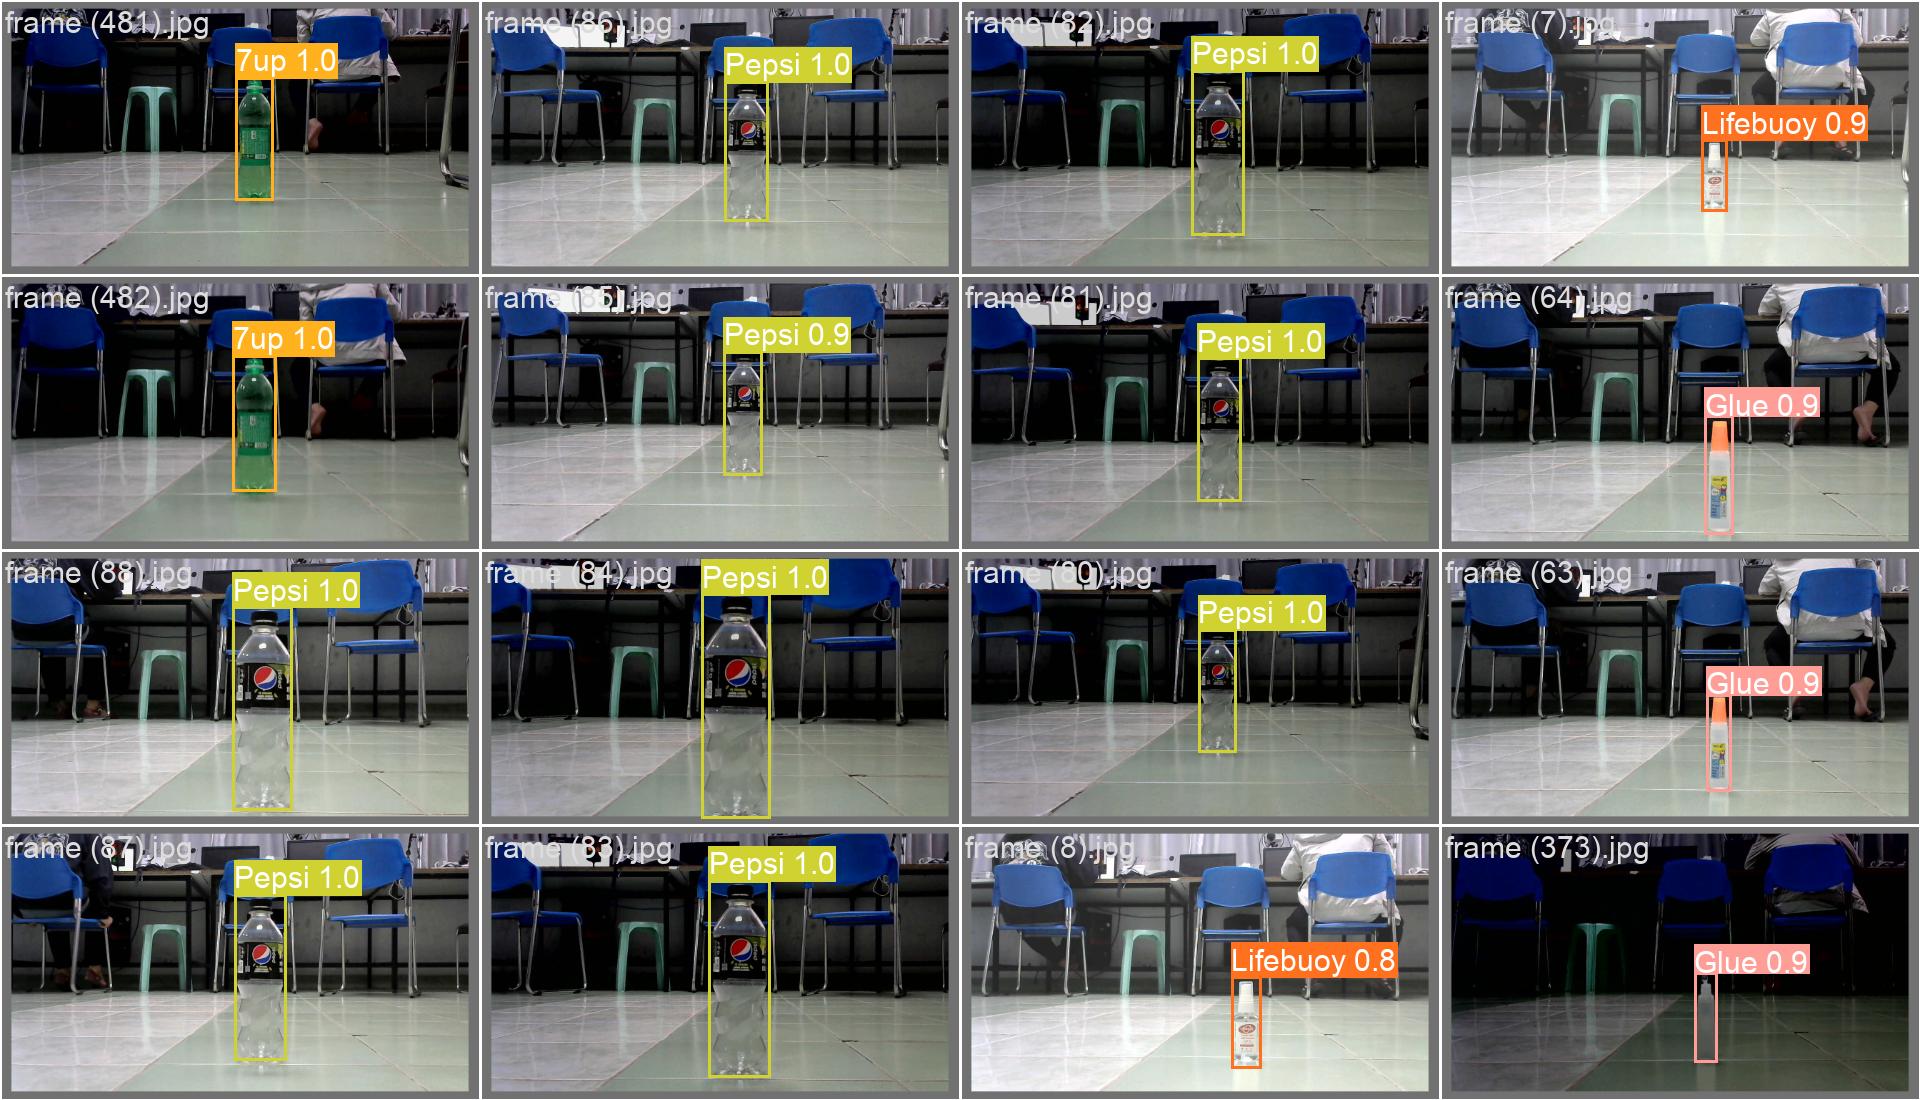 frame (481).jpg
7up 1.0
frame (86).jpg
Pepsi 1.0
frame (82).jpg
Pepsi 1.0
frame (7).jpg
Lifebuoy 0.9
frame (482).jpg
7up 1.0
frame (85).jpg
Pepsi 0.9
frame (81).jpg
Pepsi 1.0
frame (64).jpg
Glue 0.9
frame (88).jpg
Pepsi 1.0
frame (84).jpg
Pepsi 1.0
pepsi
frame (80).jpg
Pepsi 1.0
frame (63).jpg
Glue 0.9
frame (87).jpg
Pepsi 1.0
frame (83).jpg
Pepsi 1.0
frame (8).jpg
Lifebuoy 0.8
frame (373).jpg
Glue 0.9